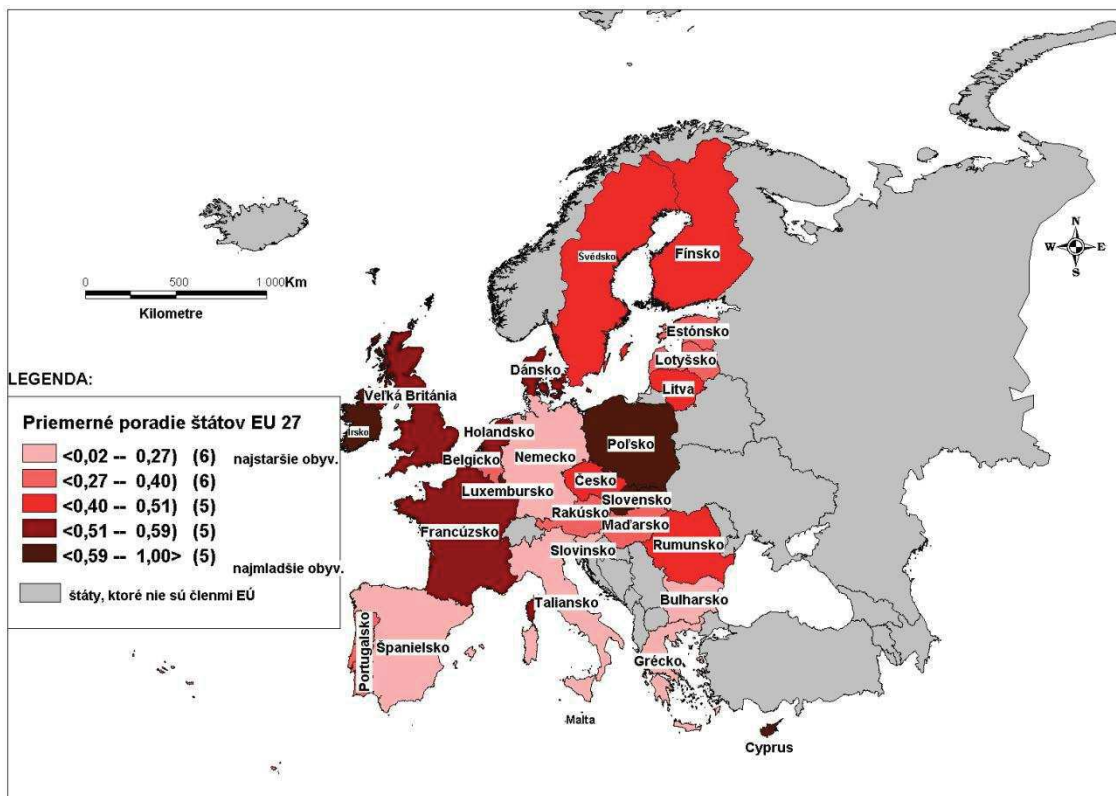 N
W E
S
0 500 1 000Km
Kilometre
Švédsko
Fínsko
Estónsko
Lotyšsko
Litva
Dánsko
Veľká Británia
Írsko
Holandsko
Belgicko
Nemecko
Poľsko
Luxembursko
Česko
Slovensko
Rakúsko
Maďarsko
Francúzsko
Slovinsko
Rumunsko
Bulharsko
Taliansko
Portugalsko
Španielsko
Grécko
Malta
Cyprus
LEGENDA:
Priemerné poradie štátov EU 27
<0,02 -- 0,27) (6) najstaršie obyv.
<0,27 -- 0,40) (6)
<0,40 -- 0,51) (5)
<0,51 -- 0,59) (5)
<0,59 -- 1,00> (5) najmladšie obyv.
štáty, ktoré nie sú členmi EÚ